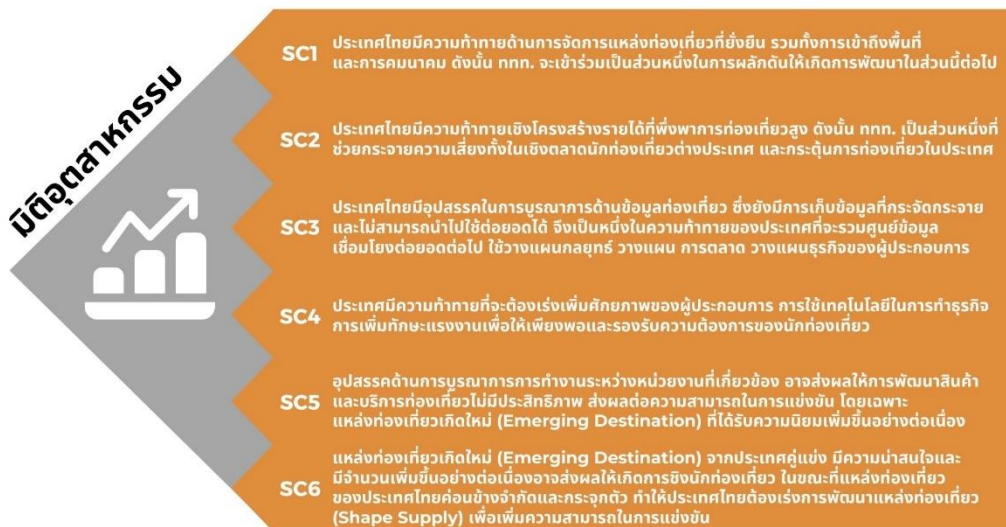 มิติอุตสาหกรรม
SC1
ประเทศไทยมีความท้าทายด้านการจัดการแหล่งท่องเที่ยวที่ยั่งยืน รวมทั้งการเข้าถึงพื้นที่
และการคมนาคม ดังนั้น ททท. จะเข้าร่วมเป็นส่วนหนึ่งในการผลักดันให้เกิดการพัฒนาในส่วนนี้ต่อไป
SC2
ประเทศไทยมีความท้าทายเชิงโครงสร้างรายได้ที่พึ่งพาการท่องเที่ยวสูง ดังนั้น ททท. เป็นส่วนหนึ่งที่
ช่วยกระจายความเสี่ยงทั้งในเชิงตลาดนักท่องเที่ยวต่างประเทศ และกระตุ้นการท่องเที่ยวในประเทศ
SC3
ประเทศไทยมีอุปสรรคในการบูรณาการด้านข้อมูลท่องเที่ยว ซึ่งยังมีการเก็บข้อมูลที่กระจัดกระจาย
และไม่สามารถนำไปใช้ต่อยอดได้ จึงเป็นหนึ่งในความท้าทายของประเทศที่จะรวมศูนย์ข้อมูล
เชื่อมโยงต่อยอดต่อไป ใช้วางแผนกลยุทธ์ วางแผน การตลาด วางแผนธุรกิจของผู้ประกอบการ
SC4
ประเทศมีความท้าทายที่จะต้องเร่งเพิ่มศักยภาพของผู้ประกอบการ การใช้เทคโนโลยีในการทำธุรกิจ
การเพิ่มทักษะแรงงานเพื่อให้เพียงพอและรองรับความต้องการของนักท่องเที่ยว
SC5
อุปสรรคด้านการบูรณาการการทำงานระหว่างหน่วยงานที่เกี่ยวข้อง อาจส่งผลให้การพัฒนาสินค้า
และบริการท่องเที่ยวไม่มีประสิทธิภาพ ส่งผลต่อความสามารถในการแข่งขัน โดยเฉพาะ
แหล่งท่องเที่ยวเกิดใหม่ (Emerging Destination) ที่ได้รับความนิยมเพิ่มขึ้นอย่างต่อเนื่อง
SC6
แหล่งท่องเที่ยวเกิดใหม่ (Emerging Destination) จากประเทศคู่แข่ง มีความน่าสนใจและ
มีจำนวนเพิ่มขึ้นอย่างต่อเนื่องอาจส่งผลให้เกิดการชิงนักท่องเที่ยว ในขณะที่แหล่งท่องเที่ยว
ของประเทศไทยค่อนข้างจำกัดและกระจุกตัว ทำให้ประเทศไทยต้องเร่งการพัฒนาแหล่งท่องเที่ยว
(Shape Supply) เพื่อเพิ่มความสามารถในการแข่งขัน